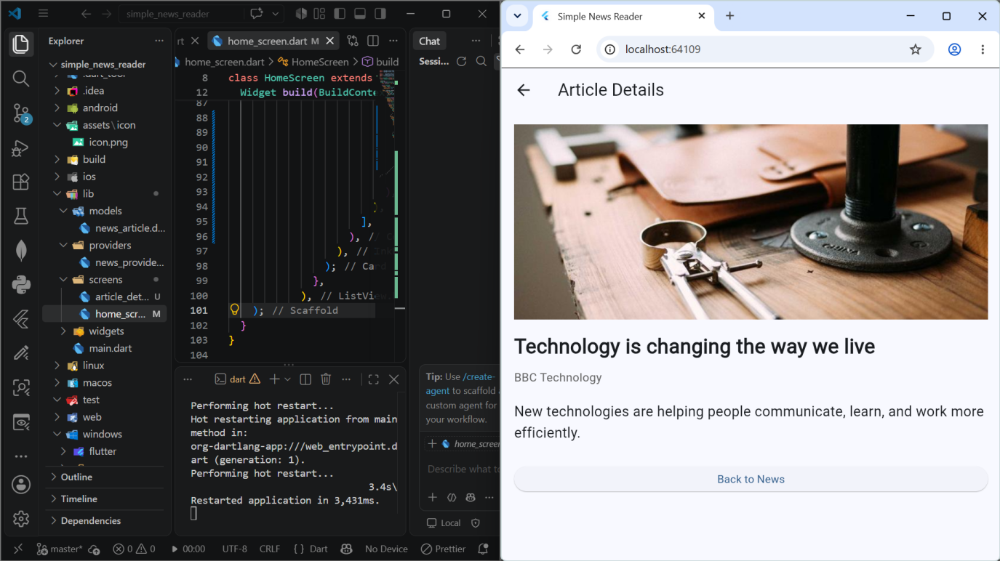 simple_news_reader
Explorer
simple_news_reader
.dart_tool
.idea
android
assets\icon
icon.png
build
ios
lib
models
news_article.d...
providers
news_provide...
screens
article_det... U
home_scr... M
widgets
main.dart
linux
macos
test
web
windows
flutter
Outline
Timeline
Dependencies
2
rt
home_screen.dart M
home_screen.dart > HomeScreen > build
8 class HomeScreen extends
12 Widget build(BuildConte
87
88
89
90
91
92
93
94 ),
95 ],
96 ), // C
97 ), // Ink
98 ); // Card
99 },
100 ), // ListView
101 ); // Scaffold
102 }
103 }
104
dart
Performing hot restart...
Hot restarting application from main
method in:
org-dartlang-app:///web_entrypoint.d
art (generation: 1).
Performing hot restart...
3.4s\
Restarted application in 3,431ms.
Chat
Sessi...
Tip: Use /create-
agent to scaffold a
custom agent for
your workflow.
home_screen
Describe what to
Local
master*
0 0
00:00
UTF-8
CRLF
{ } Dart
No Device
Prettier
Simple News Reader
localhost:64109
Article Details
CHINA
Technology is changing the way we live
BBC Technology
New technologies are helping people communicate, learn, and work more
efficiently.
Back to News